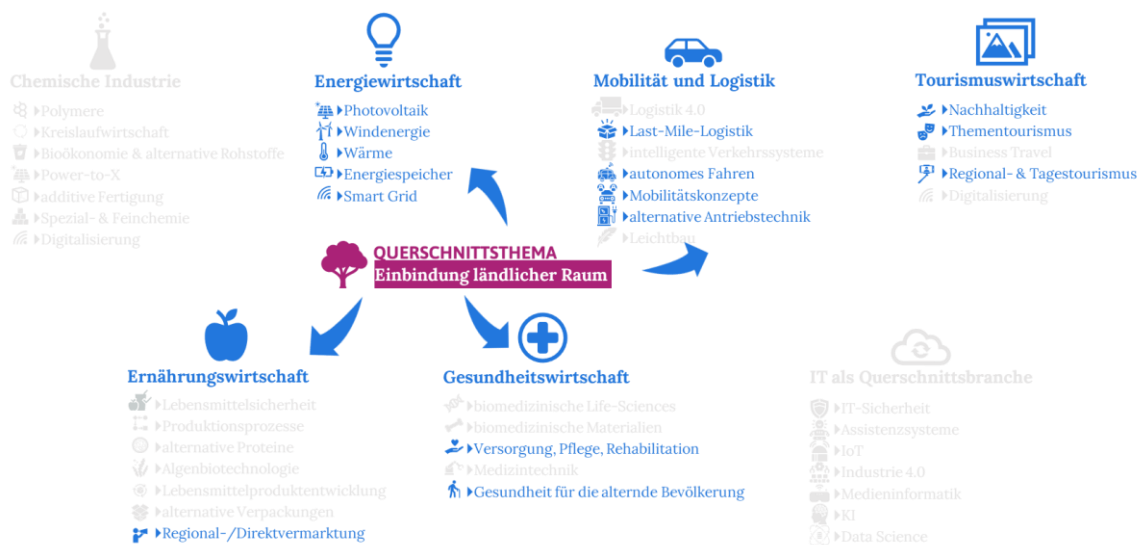 Chemische Industrie
Polymere
Kreislaufwirtschaft
Bioökonomie & alternative Rohstoffe
Power-to-X
additive Fertigung
Spezial- & Feinchemie
Digitalisierung
Energiewirtschaft
Photovoltaik
Windenergie
Wärme
Energiespeicher
Smart Grid
Mobilität und Logistik
Logistik 4.0
Last-Mile-Logistik
intelligente Verkehrssysteme
autonomes Fahren
Mobilitätskonzepte
alternative Antriebstechnik
Leichtbau
Tourismuswirtschaft
Nachhaltigkeit
Thementourismus
Business Travel
Regional- & Tagestourismus
Digitalisierung
QUERSCHNITTSTHEMA
Einbindung ländlicher Raum
Ernährungswirtschaft
Lebensmittelsicherheit
Produktionsprozesse
alternative Proteine
Algenbiotechnologie
Lebensmittelproduktentwicklung
alternative Verpackungen
Regional-/Direktvermarktung
Gesundheitswirtschaft
biomedizinische Life-Sciences
biomedizinische Materialien
Versorgung, Pflege, Rehabilitation
Medizintechnik
Gesundheit für die alternde Bevölkerung
IT als Querschnittsbranche
IT-Sicherheit
Assistenzsysteme
IoT
Industrie 4.0
Medieninformatik
KI
Data Science